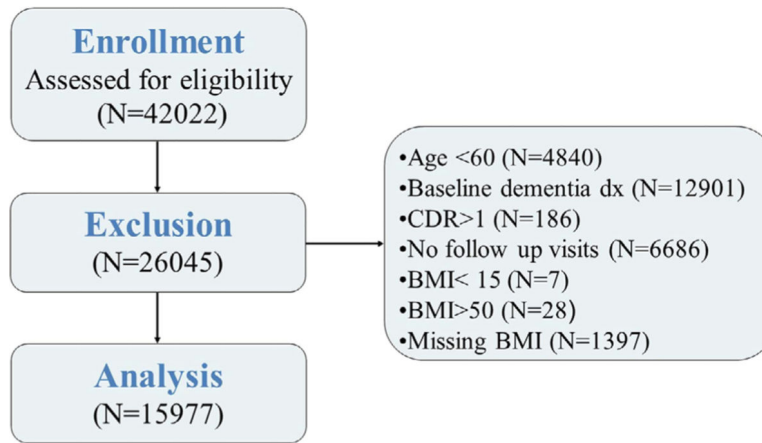 Enrollment
Assessed for eligibility
(N=42022)
Exclusion
(N=26045)
•Age <60 (N=4840)
•Baseline dementia dx (N=12901)
•CDR>1 (N=186)
•No follow up visits (N=6686)
•BMI< 15 (N=7)
•BMI>50 (N=28)
•Missing BMI (N=1397)
Analysis
(N=15977)